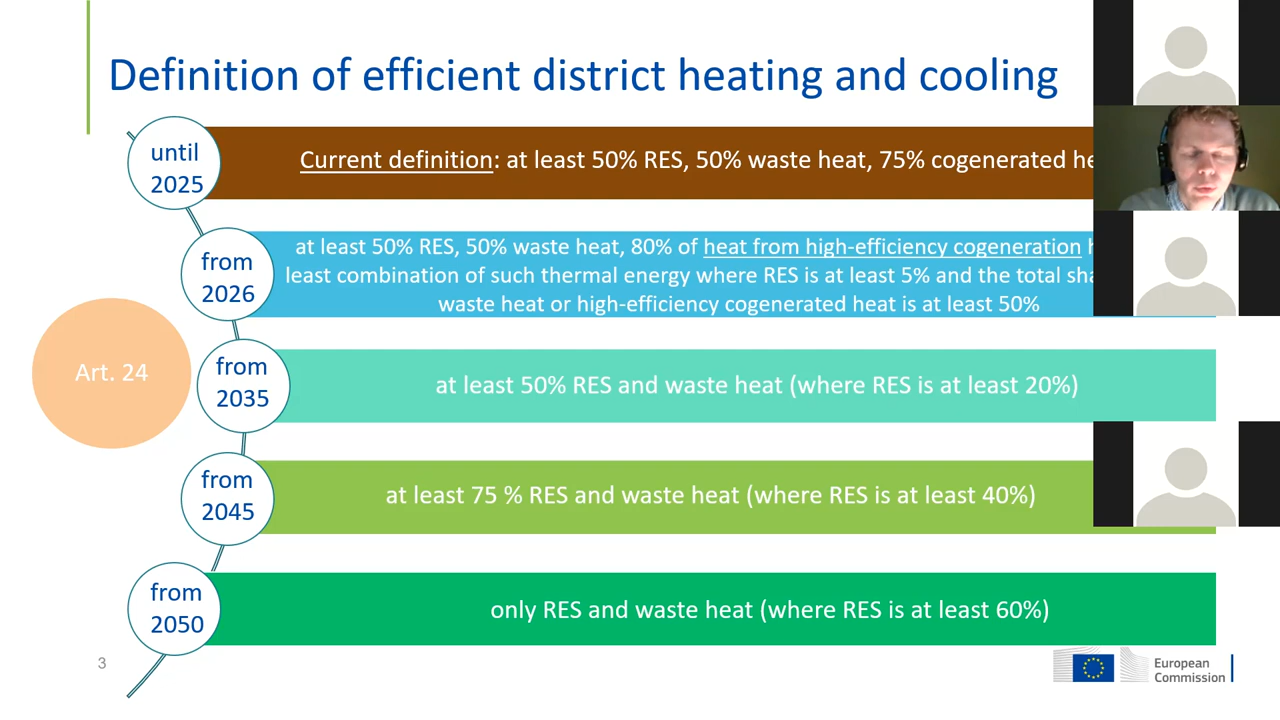 Definition of efficient district heating and cooling
until
2025
Current definition: at least 50% RES, 50% waste heat, 75% cogenerated
from
2026
at least 50% RES, 50% waste heat, 80% of heat from high-efficiency cogeneration
least combination of such thermal energy where RES is at least 5% and the total
waste heat or high-efficiency cogenerated heat is at least 50%
Art. 24
from
2035
at least 50% RES and waste heat (where RES is at least 20%)
from
2045
at least 75 % RES and waste heat (where RES is at least 40%)
from
2050
only RES and waste heat (where RES is at least 60%)
3
European
Commission